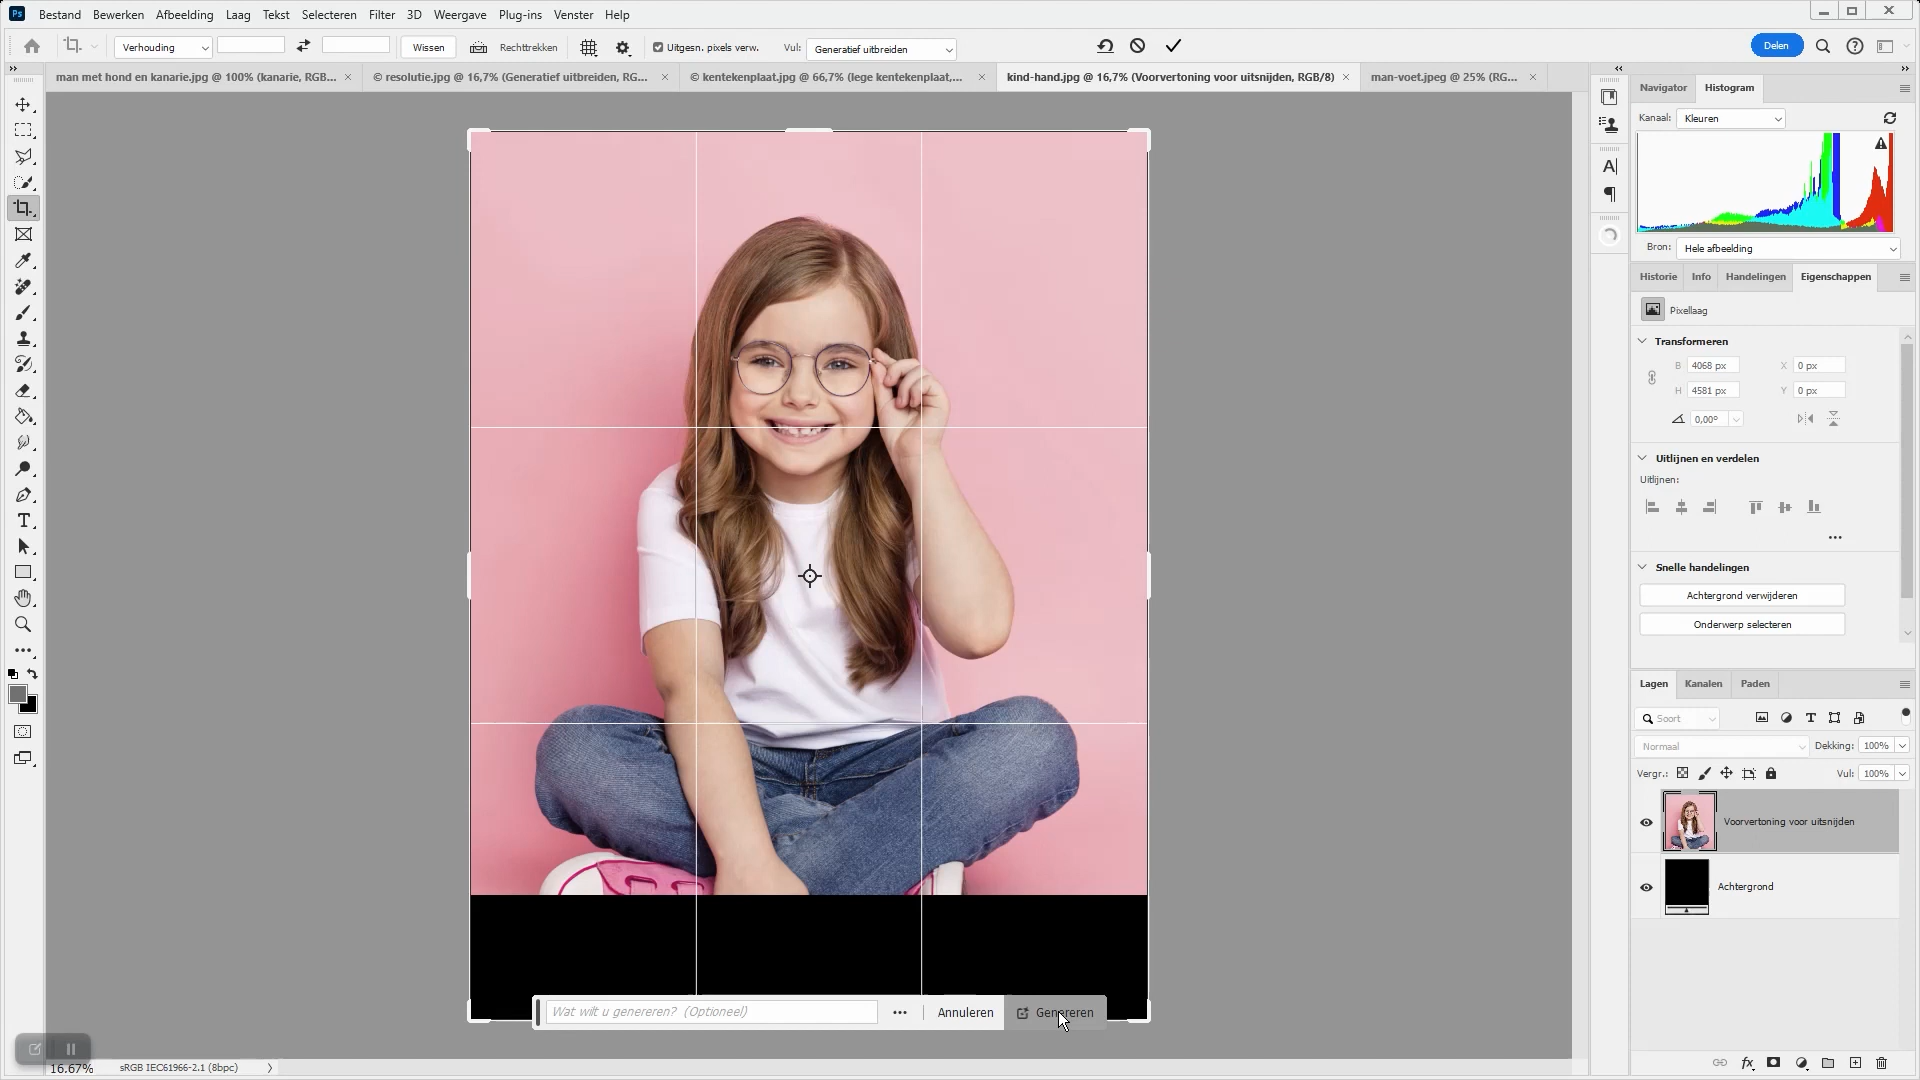 Ps Bestand Bewerken Afbeelding Laag Tekst Selecteren Filter 3D Weergave Plug-ins Venster Help
Verhouding Wissen Rechttrekken Uitgesn. pixels verw. Vul: Generatief uitbreiden Delen
man met hond en kanarie.jpg @ 100% (kanarie, RGB... × © resolutie.jpg @ 16,7% (Generatief uitbreiden, RG... × © kentekenplaat.jpg @ 66,7% (lege kentekenplaat,... × kind-hand.jpg @ 16,7% (Voorvertoning voor uitsnijden, RGB/8) × man-voet.jpeg @ 25% (RG... ×
Navigator Histogram
Kanaal: Kleuren
Bron: Hele afbeelding
Historie Info Handelingen Eigenschappen
Pixellaag
Transformeren
B 4068 px X 0 px
H 4581 px Y 0 px
0,00°
Uitlijnen en verdelen
Uitlijnen:
Snelle handelingen
Achtergrond verwijderen
Onderwerp selecteren
Lagen Kanalen Paden
Soort
Normaal Dekking: 100%
Vergr.: Vul: 100%
Voorvertoning voor uitsnijden
Achtergrond
Wat wilt u genereren? (Optioneel) Annuleren Genereren
16.67% sRGB IEC61966-2.1 (8bpc)